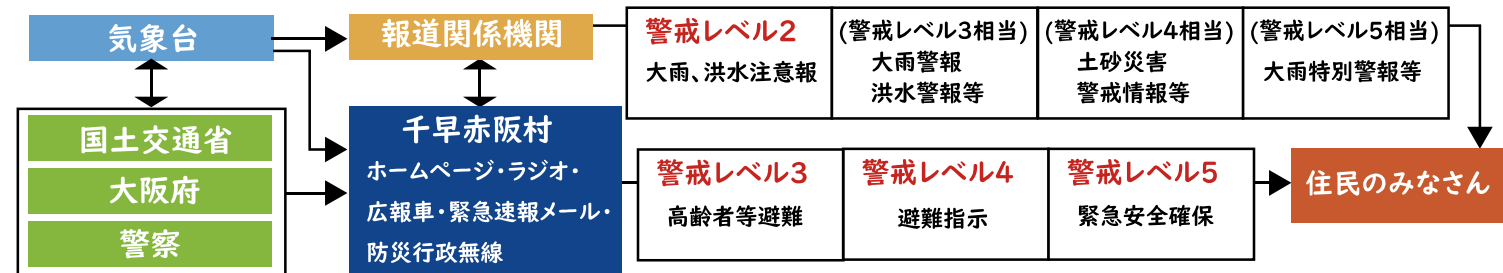 気象台
国土交通省
大阪府
警察
報道関係機関
千早赤阪村
ホームページ・ラジオ・
広報車・緊急速報メール・
防災行政無線
警戒レベル2
大雨、洪水注意報
(警戒レベル3相当)
大雨警報
洪水警報等
(警戒レベル4相当)
土砂災害
警戒情報等
(警戒レベル5相当)
大雨特別警報等
警戒レベル3
高齢者等避難
警戒レベル4
避難指示
警戒レベル5
緊急安全確保
住民のみなさん